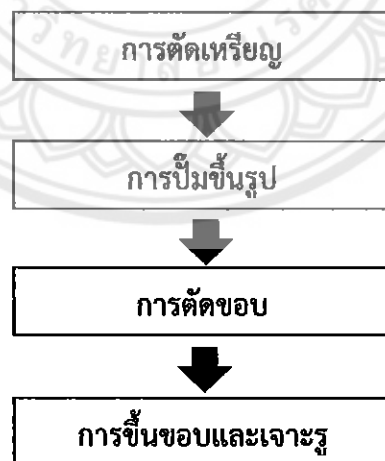 การตัดเหรียญ
การปั๊มขึ้นรูป
การตัดขอบ
การขึ้นขอบและเจาะรู